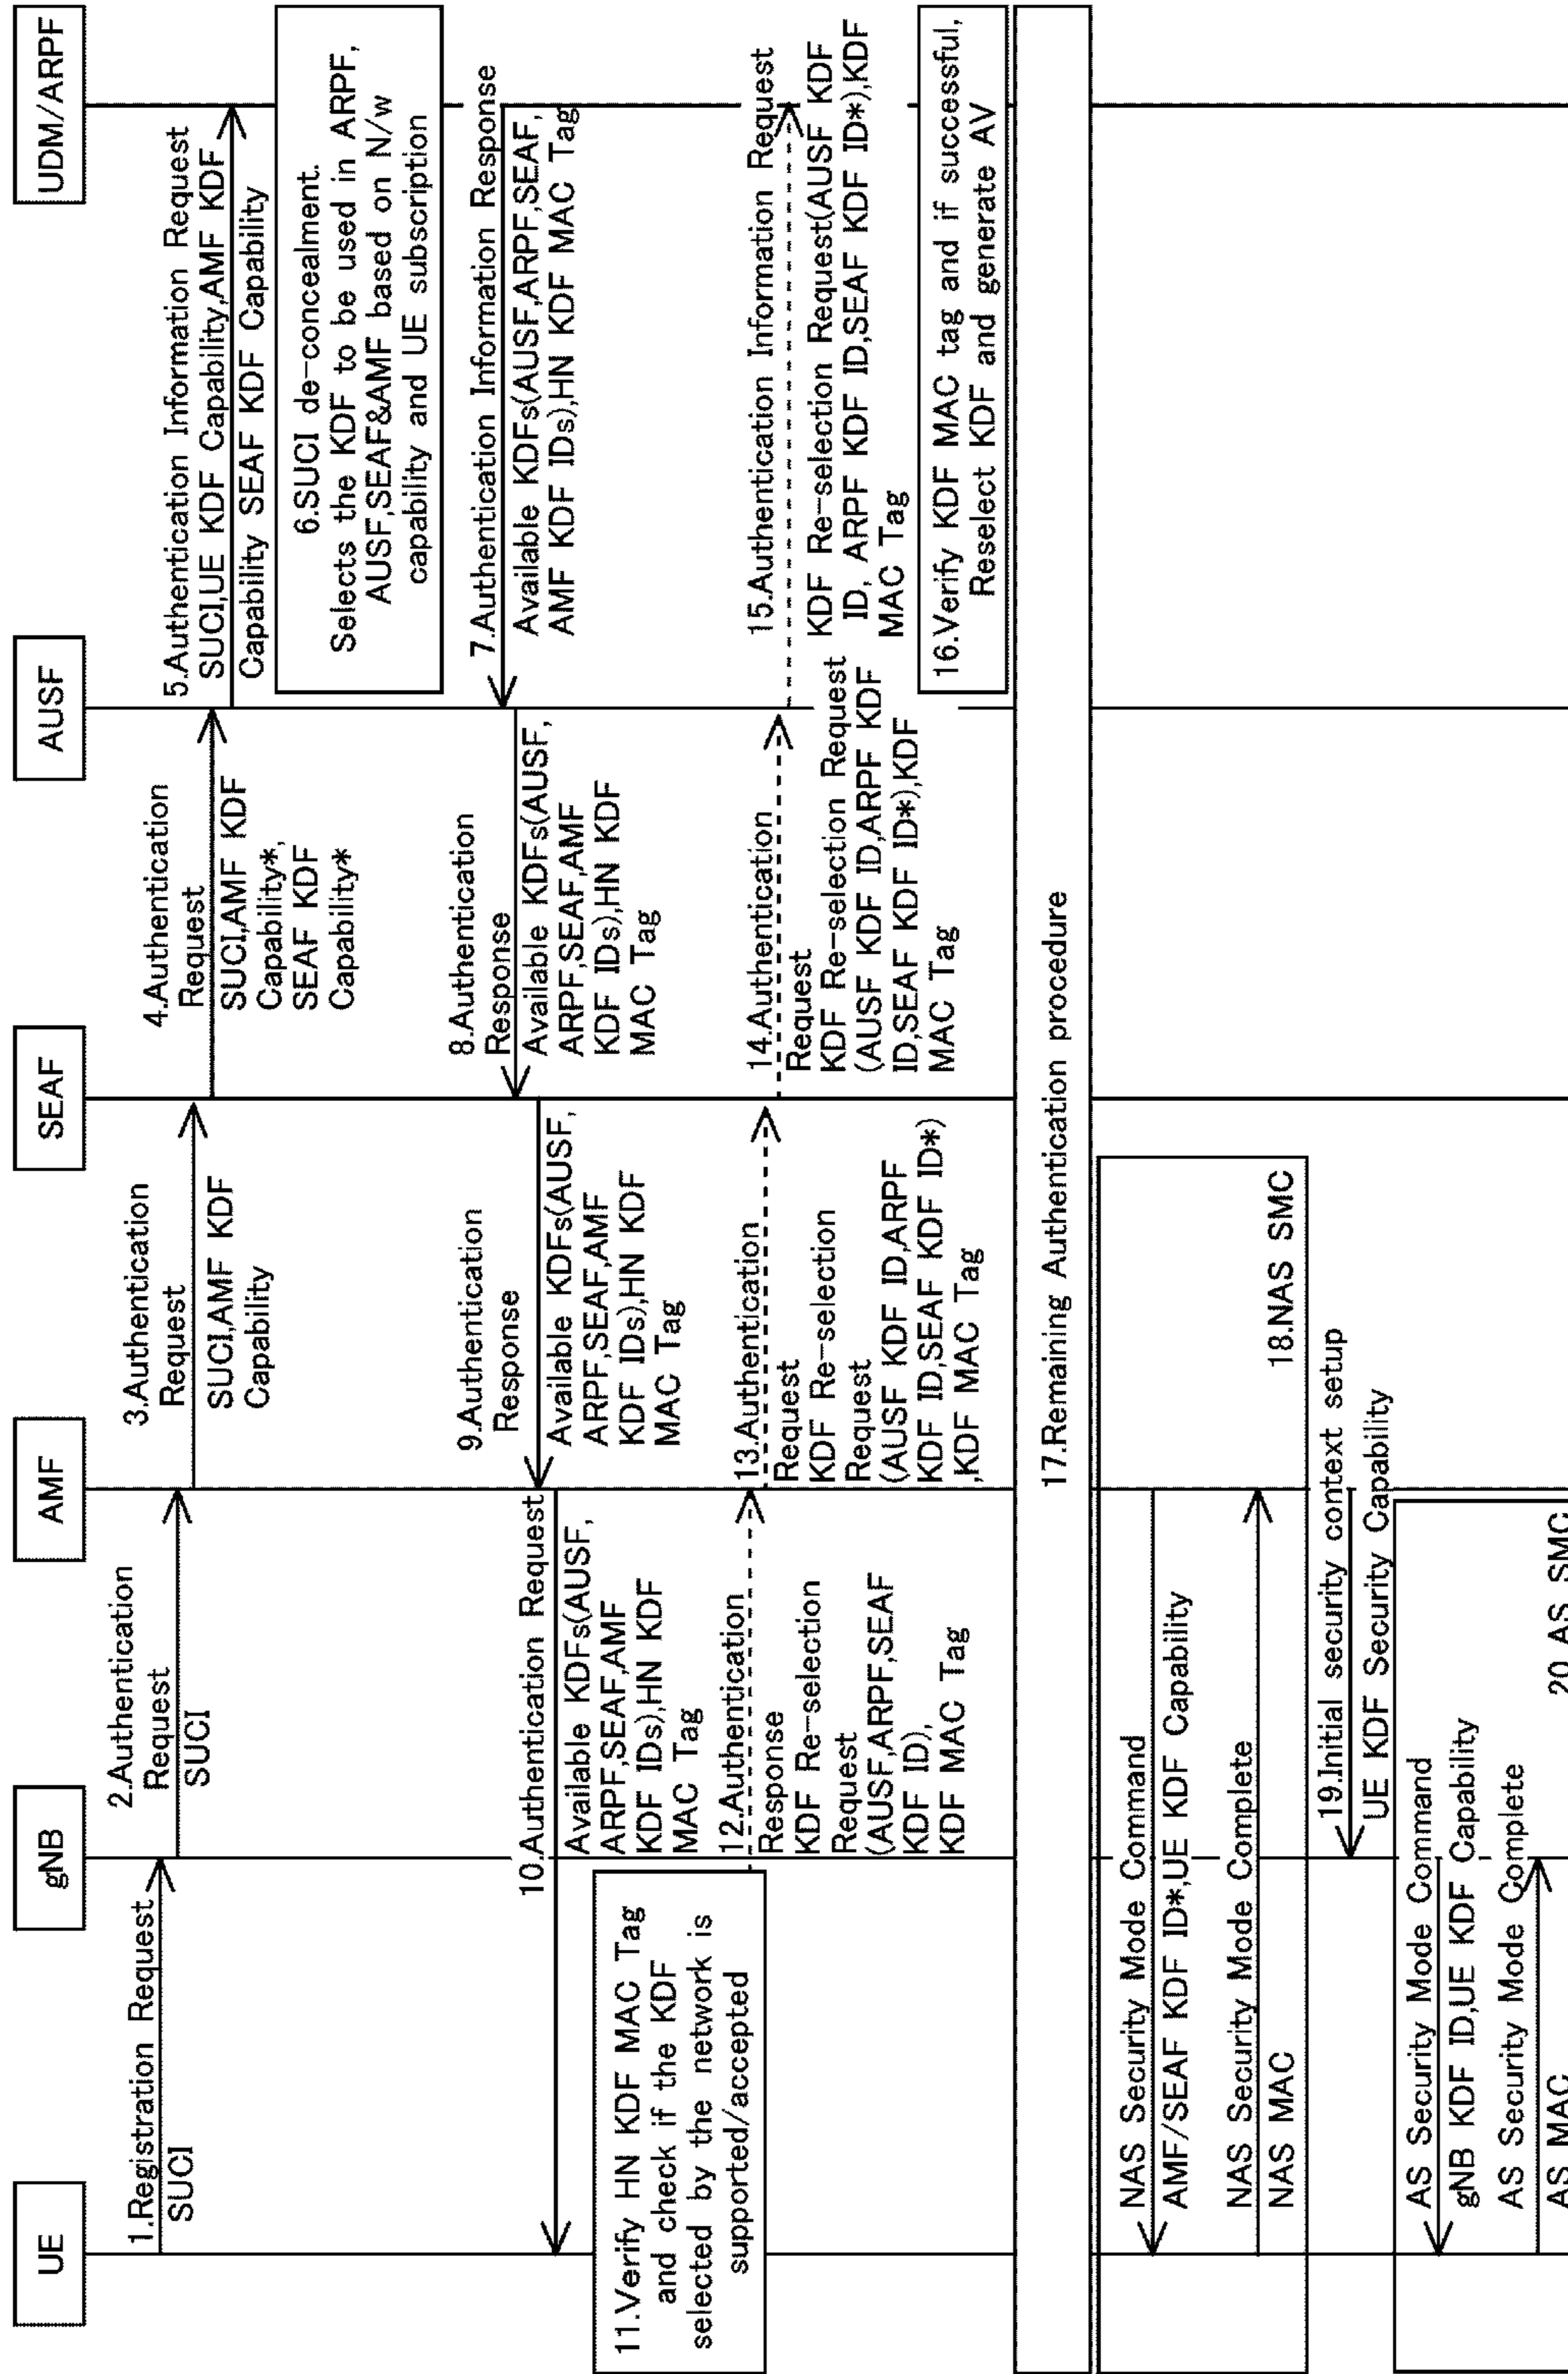 UE
gNB
AMF
SEAF
AUSF
UDM/ARPF
1.Registration Request
SUCI
2.Authentication
Request
SUCI
3.Authentication
Request
SUCI,AMF KDF
Capability
4.Authentication
Request
SUCI,AMF KDF
Capability*,
SEAF KDF
Capability*
5.Authentication Information Request
SUCI,UE KDF Capability,AMF KDF
Capability SEAF KDF Capability
6.SUCI de-concealment.
Selects the KDF to be used in ARPF,
AUSF,SEAF&AMF based on N/w
capability and UE subscription
7.Authentication Information Response
Available KDFs(AUSF,ARPF,SEAF,
AMF KDF IDs),HN KDF MAC Tag
8.Authentication
Response
Available KDFs(AUSF,
ARPF,SEAF,AMF
KDF IDs),HN KDF
MAC Tag
9.Authentication
Response
Available KDFs(AUSF,
ARPF,SEAF,AMF
KDF IDs),HN KDF
MAC Tag
10.Authentication Request
Available KDFs(AUSF,
ARPF,SEAF,AMF
KDF IDs),HN KDF
MAC Tag
11.Verify HN KDF MAC Tag
and check if the KDF
selected by the network is
supported/accepted
12.Authentication
Response
KDF Re-selection
Request
(AUSF,ARPF,SEAF
KDF ID),
KDF MAC Tag
13.Authentication
Request
KDF Re-selection
Request
(AUSF KDF ID,ARPF
KDF ID,SEAF KDF ID*)
,KDF MAC Tag
14.Authentication
Request
KDF Re-selection Request
(AUSF KDF ID,ARPF KDF
ID,SEAF KDF ID*),KDF
MAC Tag
15.Authentication Information Request
KDF Re-selection Request(AUSF KDF
ID, ARPF KDF ID,SEAF KDF ID*),KDF
MAC Tag
16.Verify KDF MAC tag and if successful,
Reselect KDF and generate AV
17.Remaining Authentication procedure
NAS Security Mode Command
AMF/SEAF KDF ID*,UE KDF Capability
NAS Security Mode Complete
NAS MAC
18.NAS SMC
19.Initial security context setup
UE KDF Security Capability
AS Security Mode Command
gNB KDF ID,UE KDF Capability
AS Security Mode Complete
AS MAC
20.AS SMC